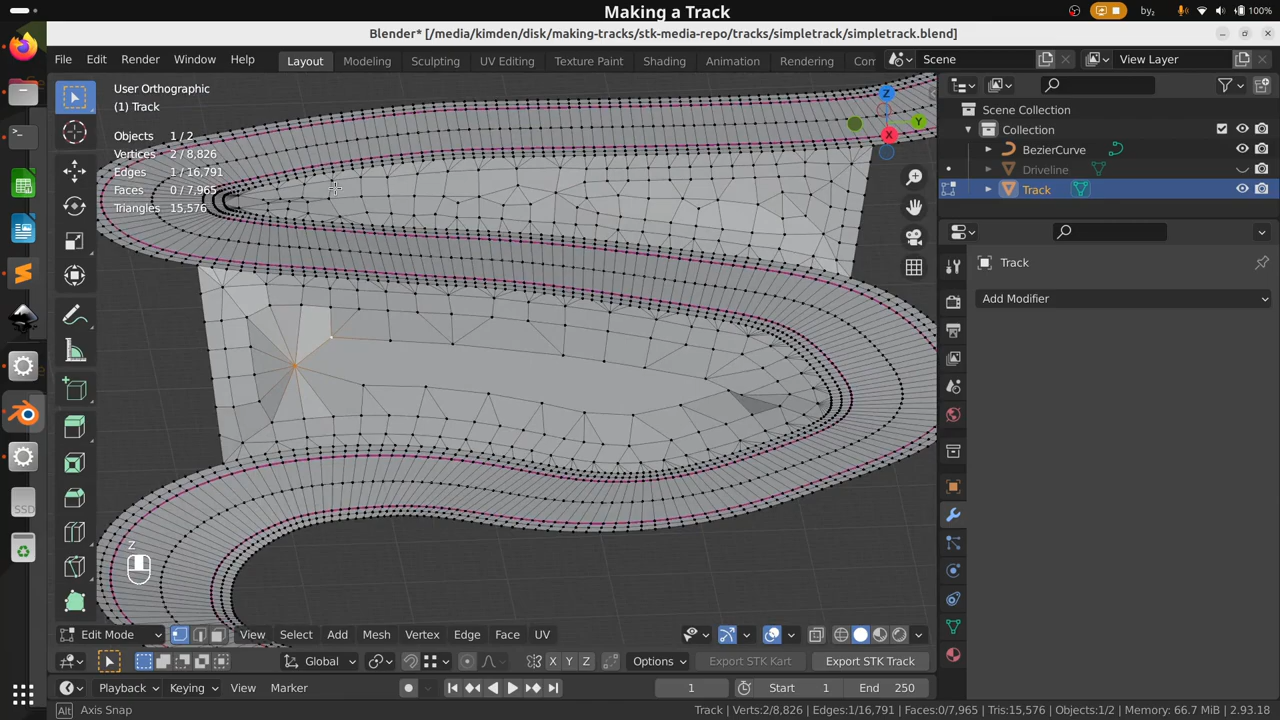 Making a Track
by₂
100%
Blender* [/media/kimden/disk/making-tracks/stk-media-repo/tracks/simpletrack/simpletrack.blend]
File Edit Render Window Help
Layout Modeling Sculpting UV Editing Texture Paint Shading Animation Rendering Con
Scene
View Layer
User Orthographic
(1) Track
Objects 1 / 2
Vertices 2 / 8,826
Edges 1 / 16,791
Faces 0 / 7,965
Triangles 15,576
Z
Y
X
Scene Collection
Collection
BezierCurve
Driveline
Track
Track
Add Modifier
SSD
Z
Edit Mode View Select Add Mesh Vertex Edge Face UV
Global X Y Z Options Export STK Kart Export STK Track
Playback Keying View Marker 1 Start 1 End 250
Alt Axis Snap
Track | Verts:2/8,826 | Edges:1/16,791 | Faces:0/7,965 | Tris:15,576 | Objects:1/2 | Memory: 66.7 MiB | 2.93.18